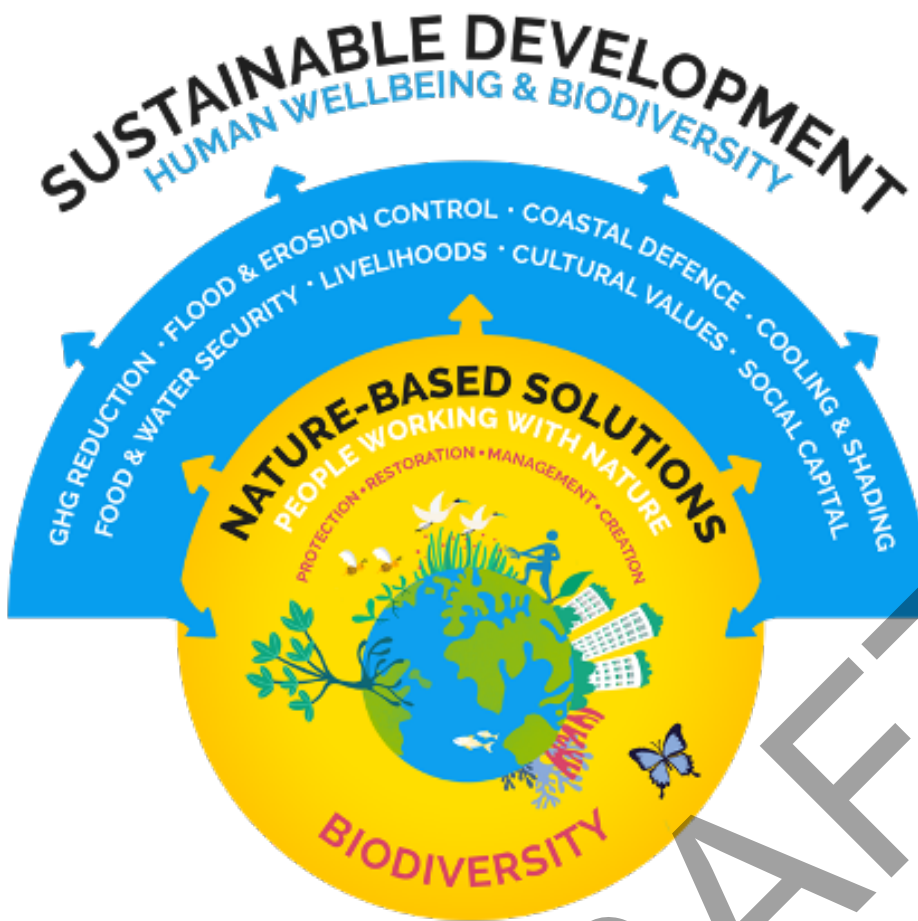 SUSTAINABLE DEVELOPMENT
HUMAN WELLBEING & BIODIVERSITY
GHG REDUCTION · FLOOD & EROSION CONTROL · COASTAL DEFENCE · COOLING & SHADING
FOOD & WATER SECURITY · LIVELIHOODS · CULTURAL VALUES · SOCIAL CAPITAL
NATURE-BASED SOLUTIONS
PEOPLE WORKING WITH NATURE
PROTECTION • RESTORATION • MANAGEMENT • CREATION
BIODIVERSITY